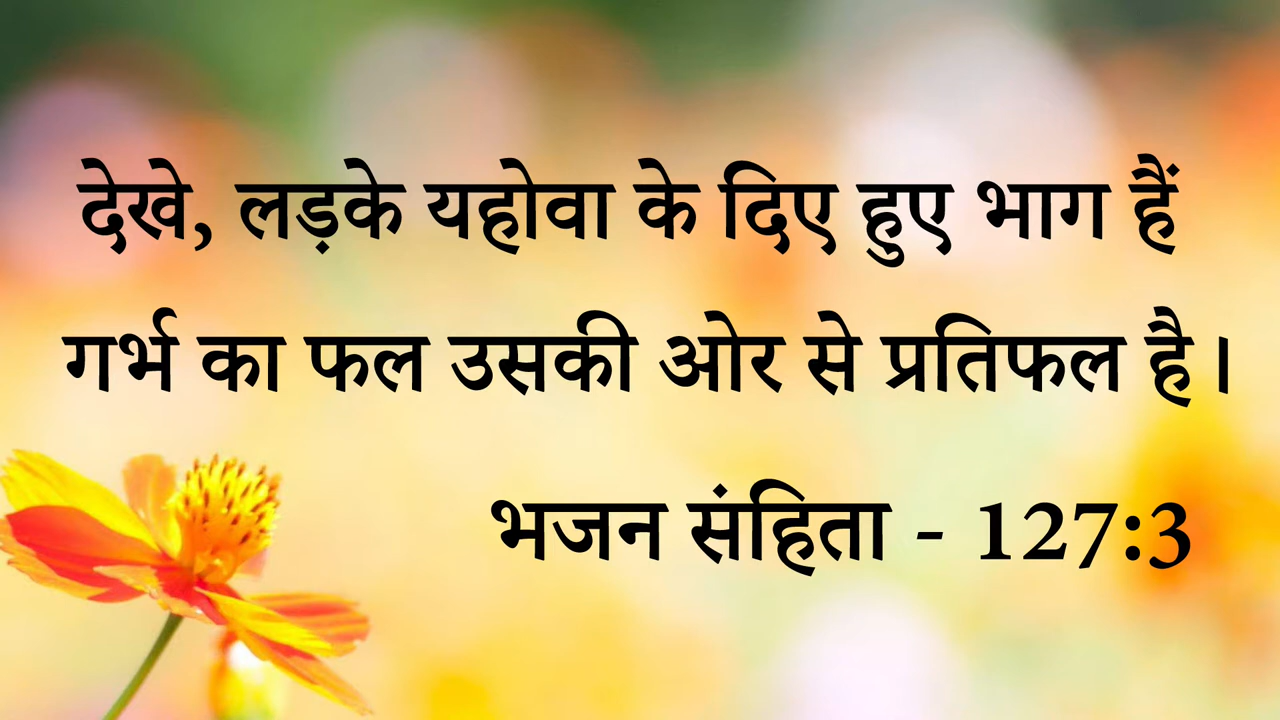 देखे, लड़के यहोवा के दिए हुए भाग हैं
गर्भ का फल उसकी ओर से प्रतिफल है।
भजन संहिता - 127:3